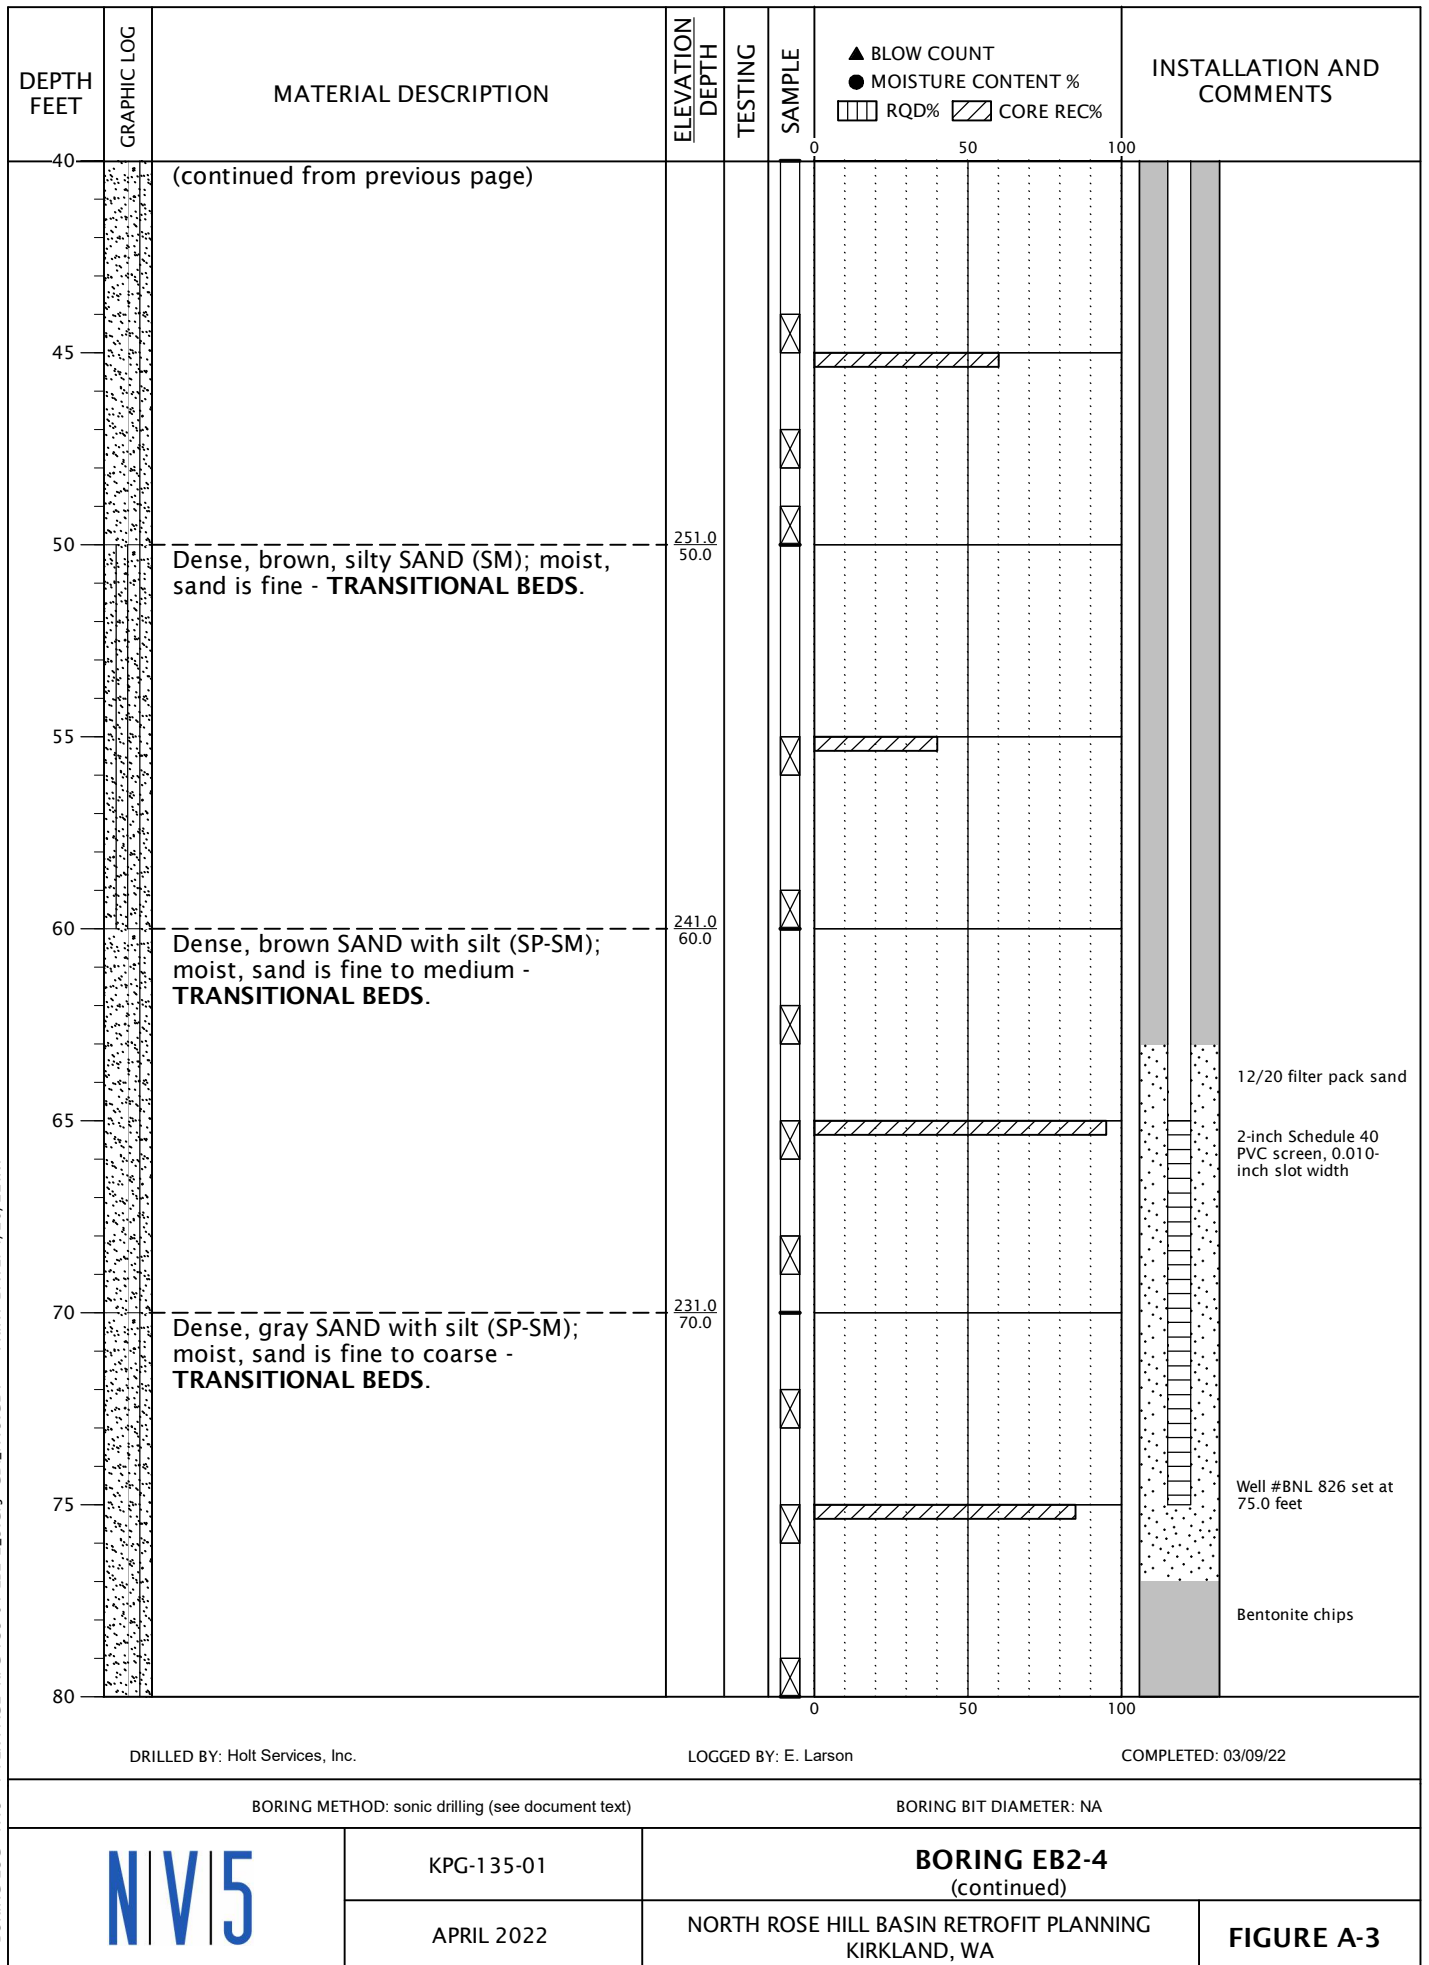 DEPTH
FEET
GRAPHIC LOG
MATERIAL DESCRIPTION
ELEVATION
DEPTH
TESTING
SAMPLE
▲ BLOW COUNT
● MOISTURE CONTENT %
RQD% CORE REC%
INSTALLATION AND
COMMENTS
0 50 100
40
(continued from previous page)
45
50
251.0
50.0
Dense, brown, silty SAND (SM); moist,
sand is fine - TRANSITIONAL BEDS.
55
60
241.0
60.0
Dense, brown SAND with silt (SP-SM);
moist, sand is fine to medium -
TRANSITIONAL BEDS.
12/20 filter pack sand
65
2-inch Schedule 40
PVC screen, 0.010-
inch slot width
70
231.0
70.0
Dense, gray SAND with silt (SP-SM);
moist, sand is fine to coarse -
TRANSITIONAL BEDS.
75
Well #BNL 826 set at
75.0 feet
Bentonite chips
80
0 50 100
DRILLED BY: Holt Services, Inc. LOGGED BY: E. Larson COMPLETED: 03/09/22
BORING METHOD: sonic drilling (see document text) BORING BIT DIAMETER: NA
N|V|5
KPG-135-01
APRIL 2022
BORING EB2-4
(continued)
NORTH ROSE HILL BASIN RETROFIT PLANNING
KIRKLAND, WA
FIGURE A-3